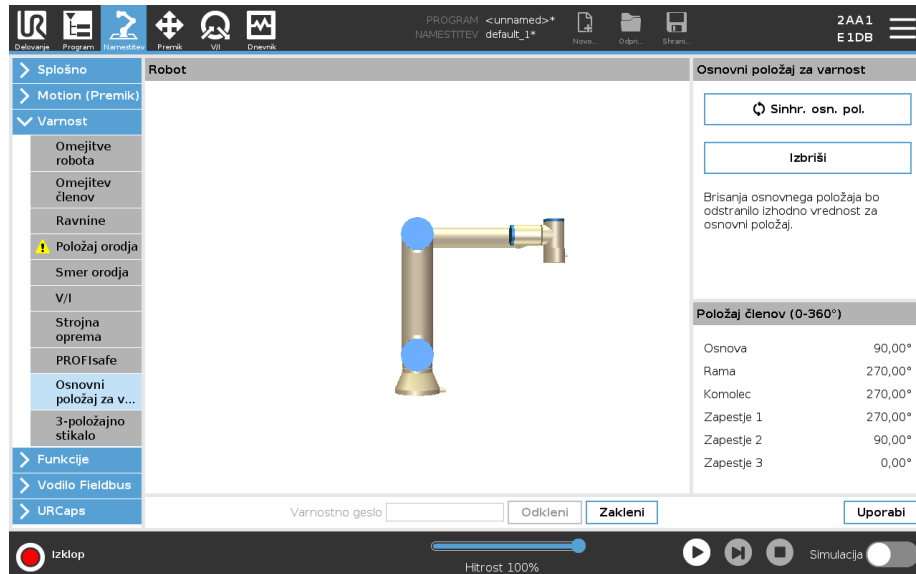 UR
Delovanje
Program
Namestitev
Premik
V/I
Dnevnik
PROGRAM <unnamed>*
NAMESTITEV default_1*
Novo...
Odpri...
Shrani...
2AA1
E1DB
Splošno
Motion (Premik)
Varnost
Omejitve
robota
Omejitev
členov
Ravnine
Položaj orodja
Smer orodja
V/I
Strojna
oprema
PROFIsafe
Osnovni
položaj za v...
3-položajno
stikalo
Funkcije
Vodilo Fieldbus
URCaps
Robot
Osnovni položaj za varnost
Sinhr. osn. pol.
Izbriši
Brisanja osnovnega položaja bo
odstranilo izhodno vrednost za
osnovni položaj.
Položaj členov (0-360°)
Osnova 90,00°
Rama 270,00°
Komolec 270,00°
Zapestje 1 270,00°
Zapestje 2 90,00°
Zapestje 3 0,00°
Varnostno geslo
Odkleni
Zakleni
Uporabi
Izklop
Hitrost 100%
Simulacija